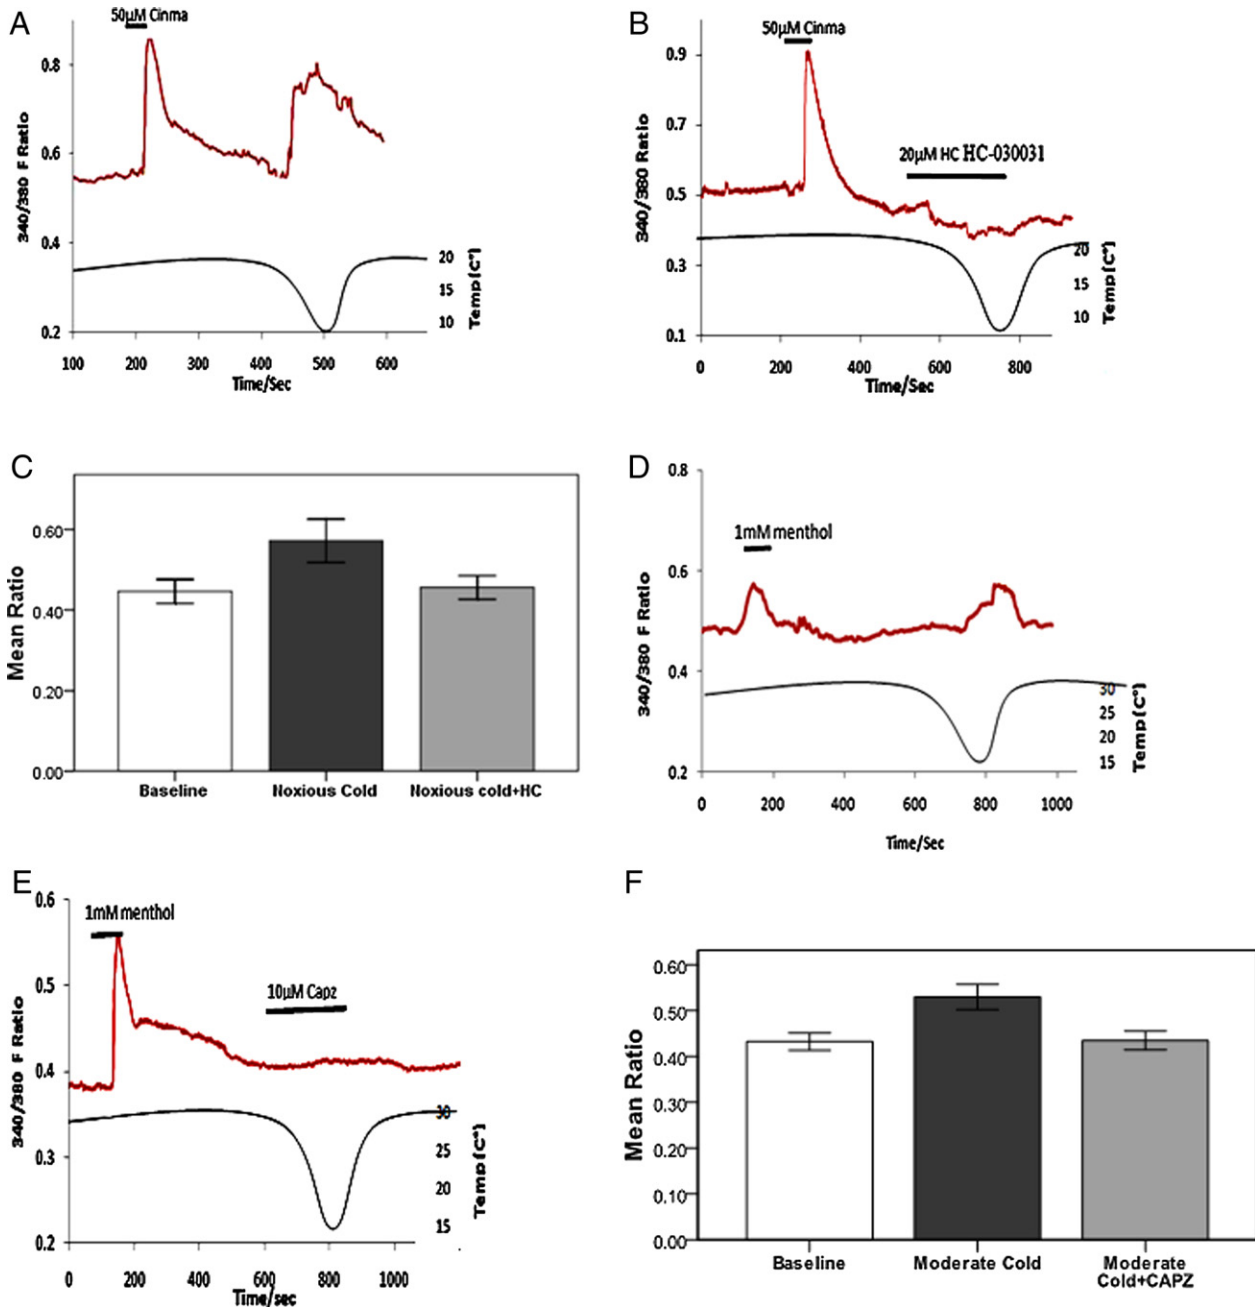 A
50µM Cinma
340/380 F Ratio
0.8
0.6
0.4
0.2
20
15
10
Temp(C°)
100 200 300 400 500 600
Time/Sec
B
50µM Cinma
20µM HC HC-030031
340/380 Ratio
0.9
0.7
0.5
0.3
0.1
20
15
10
Temp(C°)
0 200 400 600 800
Time/Sec
C
Mean Ratio
0.60
0.40
0.20
0.00
Baseline Noxious Cold Noxious cold+HC
D
1mM menthol
340/380 F Ratio
0.8
0.6
0.4
0.2
30
25
20
15
Temp(C°)
0 200 400 600 800 1000
Time/Sec
E
1mM menthol
10µM Capz
340/380 F Ratio
0.6
0.5
0.4
0.3
0.2
30
25
20
15
Temp(C°)
0 200 400 600 800 1000
Time/sec
F
Mean Ratio
0.60
0.50
0.40
0.30
0.20
0.10
0.00
Baseline Moderate Cold Moderate
Cold+CAPZ